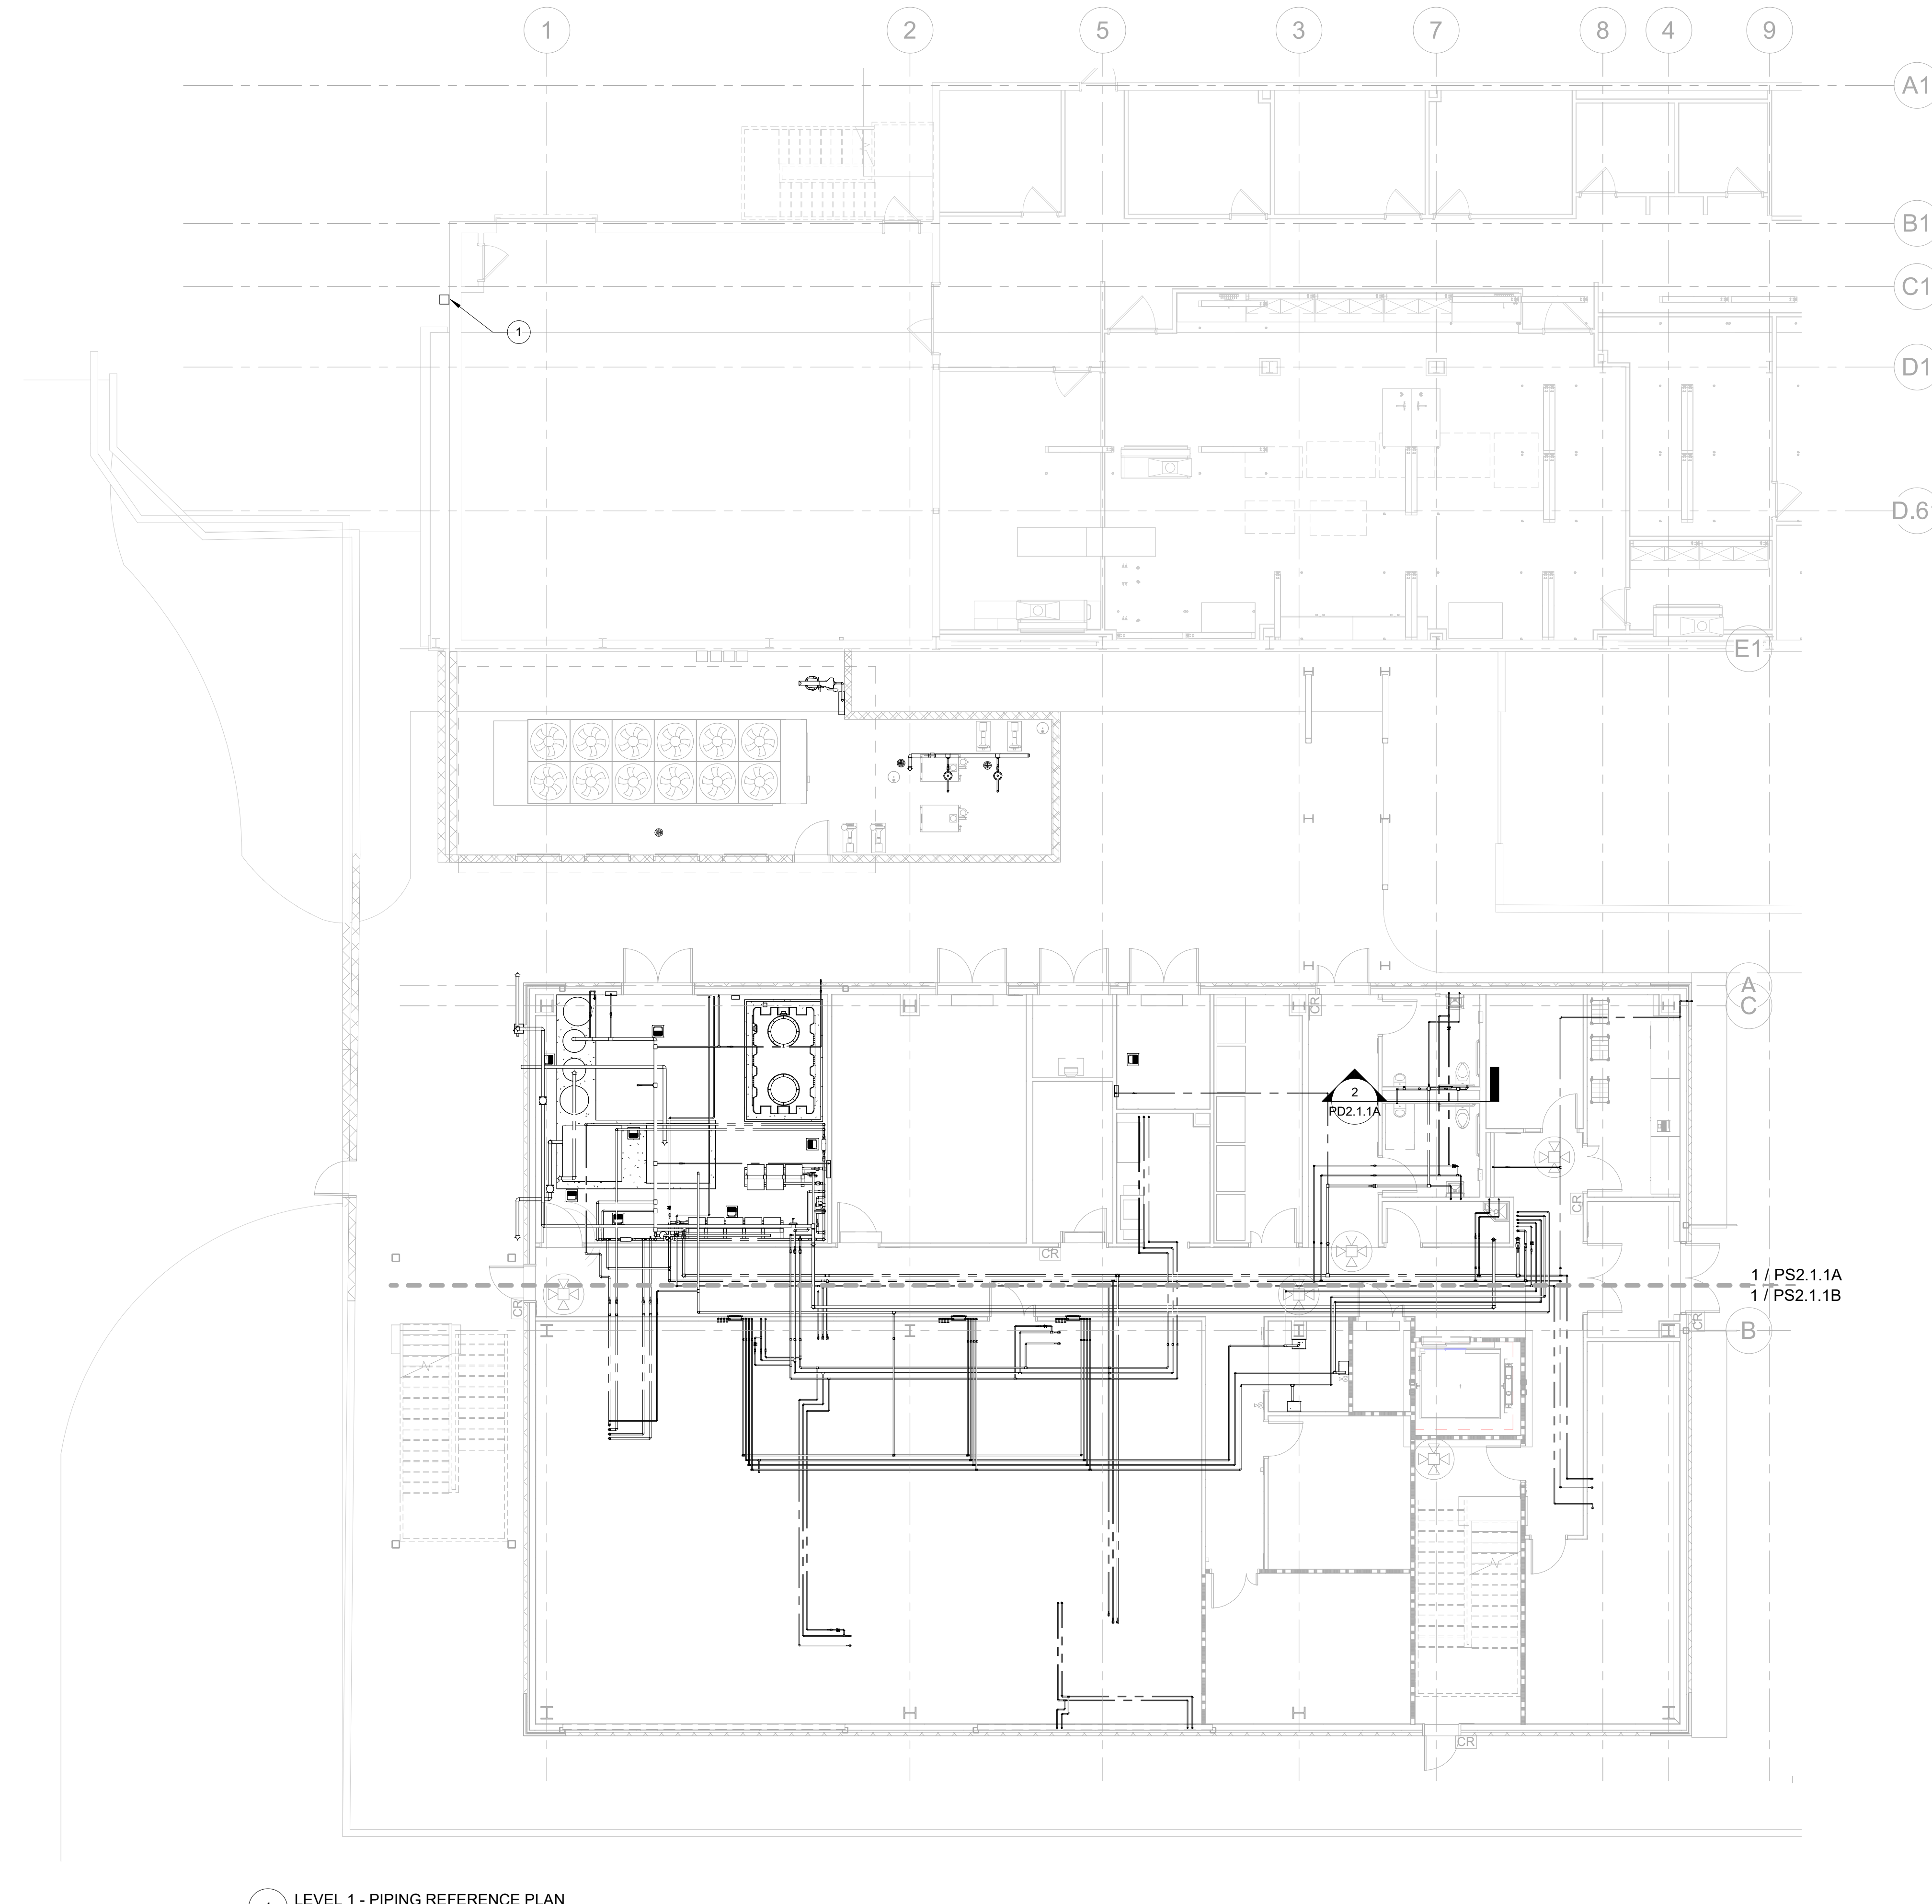 1
2
5
3
7
8
4
9
A1
B1
C1
1
D1
D.6
E1
A
C
CR
2
PD2.1.1A
CR
CR
1 / PS2.1.1A
1 / PS2.1.1B
CR
CR
B
CR
LEVEL 1 - PIPING REFERENCE PLAN